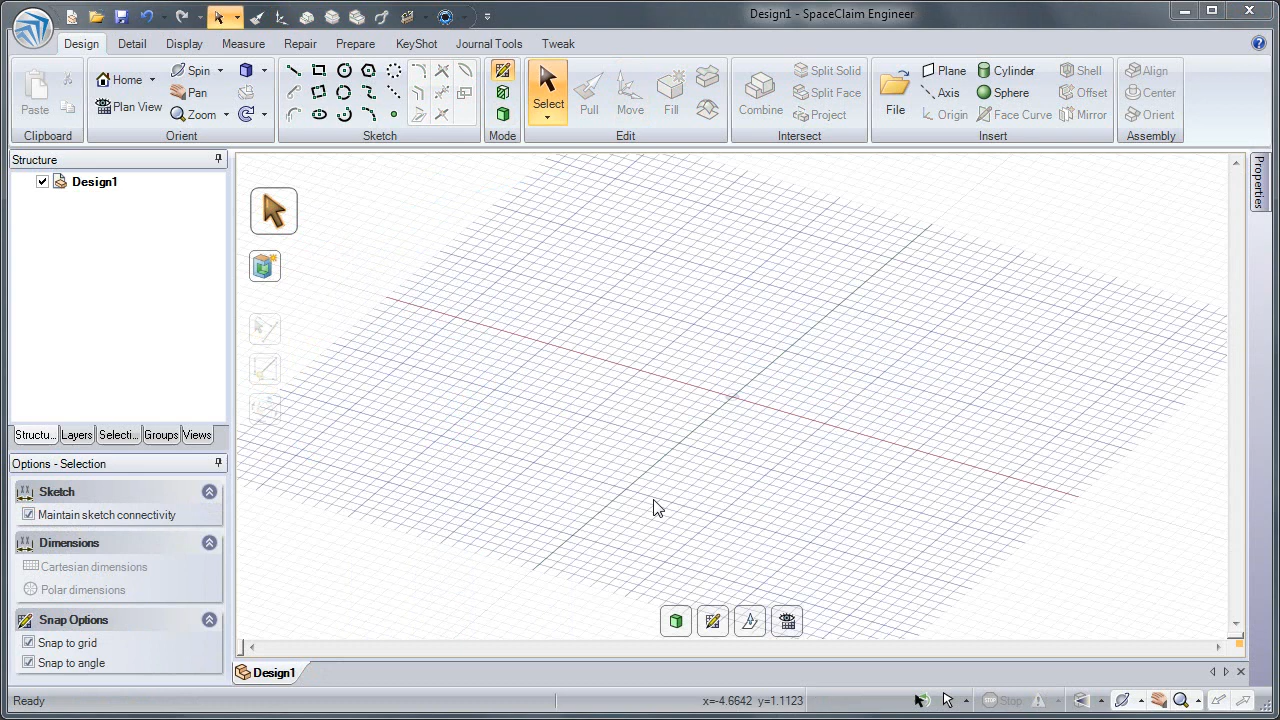 Design1 - SpaceClaim Engineer
Design Detail Display Measure Repair Prepare KeyShot Journal Tools Tweak
Paste
Clipboard
Home
Plan View
Spin
Pan
Zoom
Orient
Sketch
Mode
Select
Pull
Move
Fill
Edit
Combine
Split Solid
Split Face
Project
Intersect
File
Plane
Axis
Origin
Cylinder
Sphere
Face Curve
Shell
Offset
Mirror
Insert
Align
Center
Orient
Assembly
Structure
Design1
Structu... Layers Selecti... Groups Views
Options - Selection
Sketch
Maintain sketch connectivity
Dimensions
Cartesian dimensions
Polar dimensions
Snap Options
Snap to grid
Snap to angle
Properties
Design1
Ready
x=-4.6642 y=1.1123
Stop